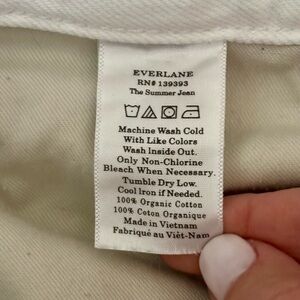 EVERLANE
RN# 139393
The Summer Jean
Machine Wash Cold
With Like Colors
Wash Inside Out.
Only Non-Chlorine
Bleach When Necessary.
Tumble Dry Low.
Cool Iron if Needed.
100% Organic Cotton
100% Coton Organique
Made in Vietnam
Fabriqué au Viêt-Nam